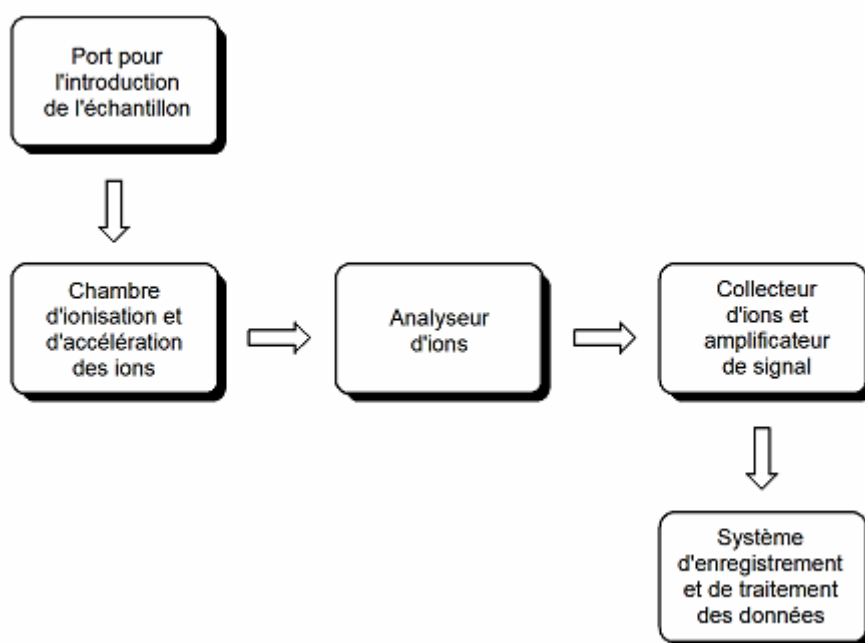 Port pour
l'introduction
de l'échantillon
Chambre
d'ionisation et
d'accélération
des ions
Analyseur
d'ions
Collecteur
d'ions et
amplificateur
de signal
Système
d'enregistrement
et de traitement
des données